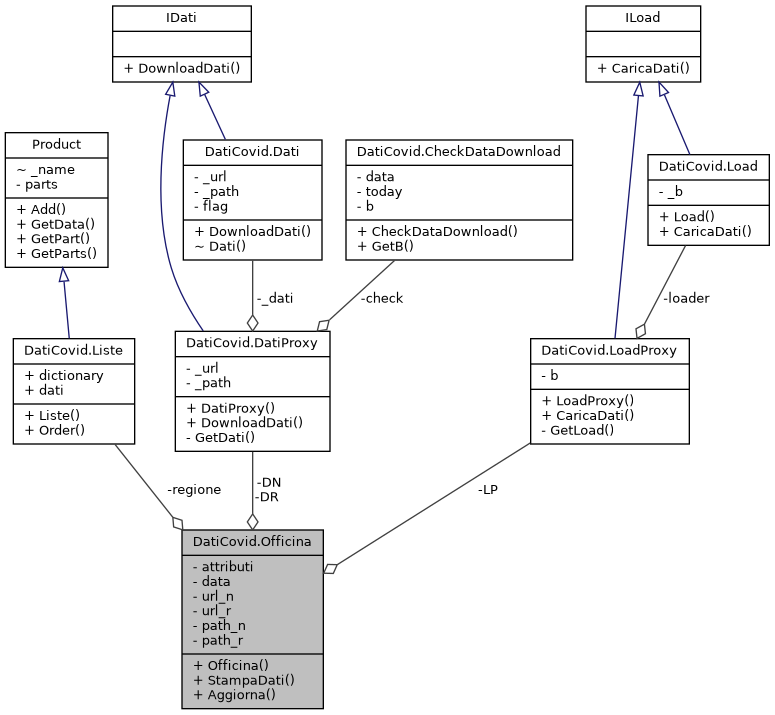 IDati
+ DownloadDati()
ILoad
+ CaricaDati()
Product
~ _name
- parts
+ Add()
+ GetData()
+ GetPart()
+ GetParts()
DatiCovid.Dati
- _url
- _path
- flag
+ DownloadDati()
~ Dati()
DatiCovid.CheckDataDownload
- data
- today
- b
+ CheckDataDownload()
+ GetB()
DatiCovid.Load
- _b
+ Load()
+ CaricaDati()
-_dati
-check
-loader
DatiCovid.Liste
+ dictionary
+ dati
+ Liste()
+ Order()
DatiCovid.DatiProxy
- _url
- _path
+ DatiProxy()
+ DownloadDati()
- GetDati()
DatiCovid.LoadProxy
- b
+ LoadProxy()
+ CaricaDati()
- GetLoad()
-regione
-DN
-DR
-LP
DatiCovid.Officina
- attributi
- data
- url_n
- url_r
- path_n
- path_r
+ Officina()
+ StampaDati()
+ Aggiorna()